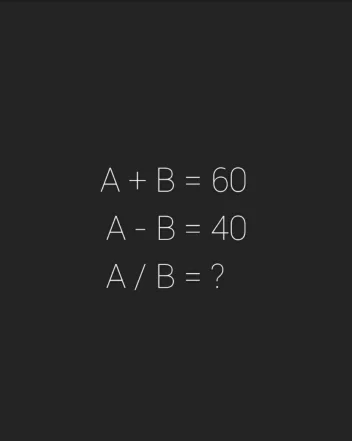 A + B = 60
A - B = 40
A / B = ?